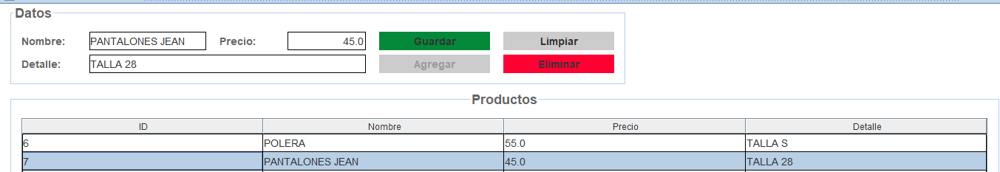 Datos
Nombre: PANTALONES JEAN Precio: 45.0 Guardar Limpiar
Detalle: TALLA 28 Agregar Eliminar
Productos
ID Nombre Precio Detalle
6 POLERA 55.0 TALLA S
7 PANTALONES JEAN 45.0 TALLA 28